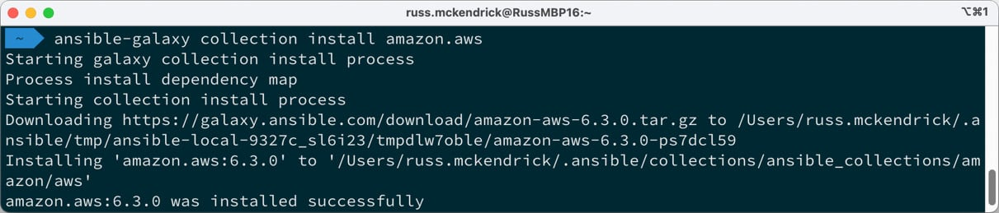 russ.mckendrick@RussMBP16:~
⌥⌘1
~ ansible-galaxy collection install amazon.aws
Starting galaxy collection install process
Process install dependency map
Starting collection install process
Downloading https://galaxy.ansible.com/download/amazon-aws-6.3.0.tar.gz to /Users/russ.mckendrick/.a
nsible/tmp/ansible-local-9327c_sl6i23/tmpdlw7oble/amazon-aws-6.3.0-ps7dcl59
Installing 'amazon.aws:6.3.0' to '/Users/russ.mckendrick/.ansible/collections/ansible_collections/am
azon/aws'
amazon.aws:6.3.0 was installed successfully